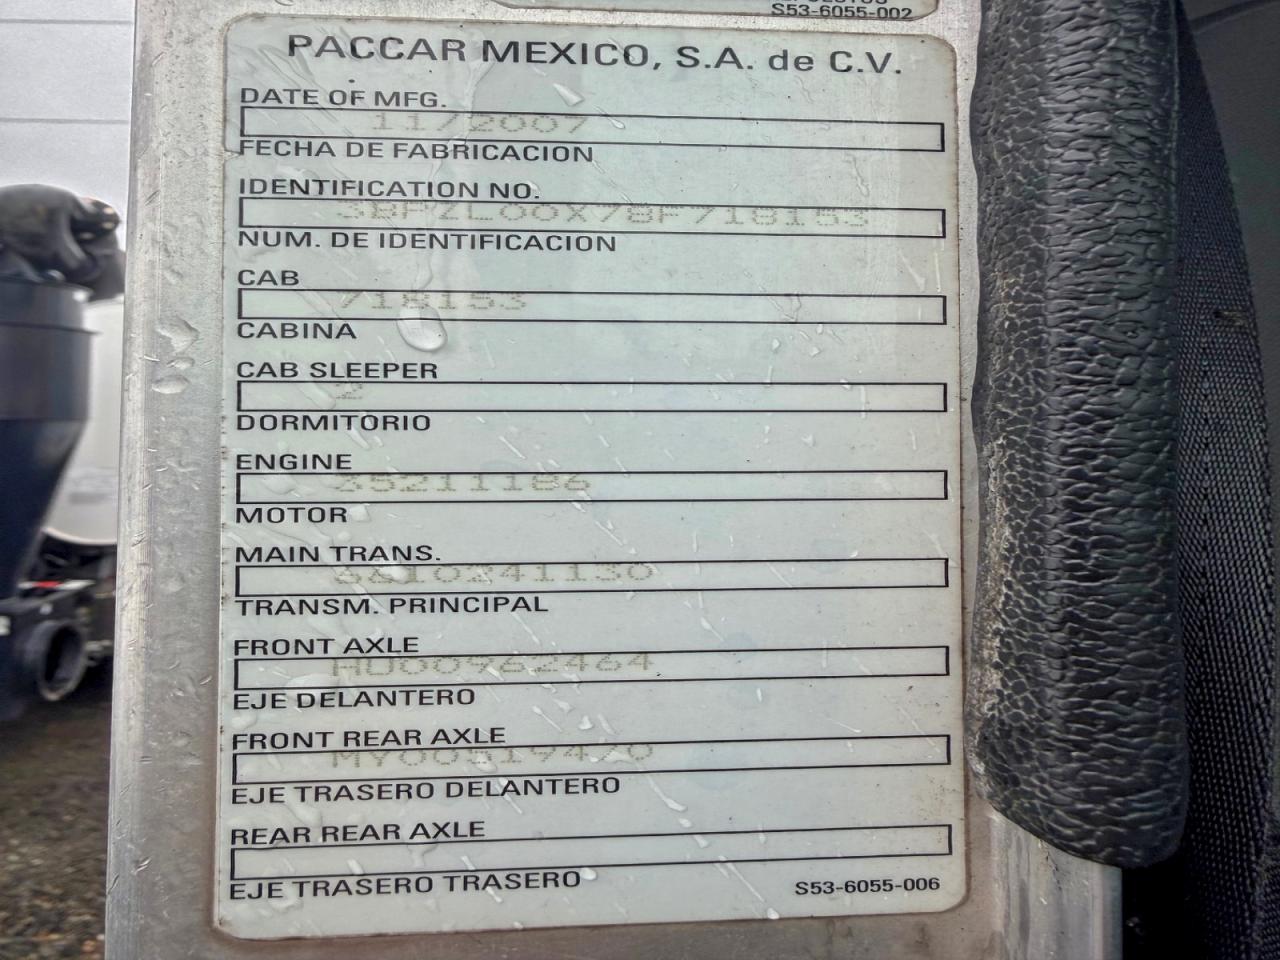 S53-6055-002
PACCAR MEXICO, S.A. de C.V.
DATE OF MFG.
11/2007
FECHA DE FABRICACION
IDENTIFICATION NO.
3BPZL00X78F718153
NUM. DE IDENTIFICACION
CAB
718153
CABINA
CAB SLEEPER
2
DORMITORIO
ENGINE
35211186
MOTOR
MAIN TRANS.
TRANSM. PRINCIPAL
FRONT AXLE
HU00962464
EJE DELANTERO
FRONT REAR AXLE
MY00519470
EJE TRASERO DELANTERO
REAR REAR AXLE
EJE TRASERO TRASERO
S53-6055-006